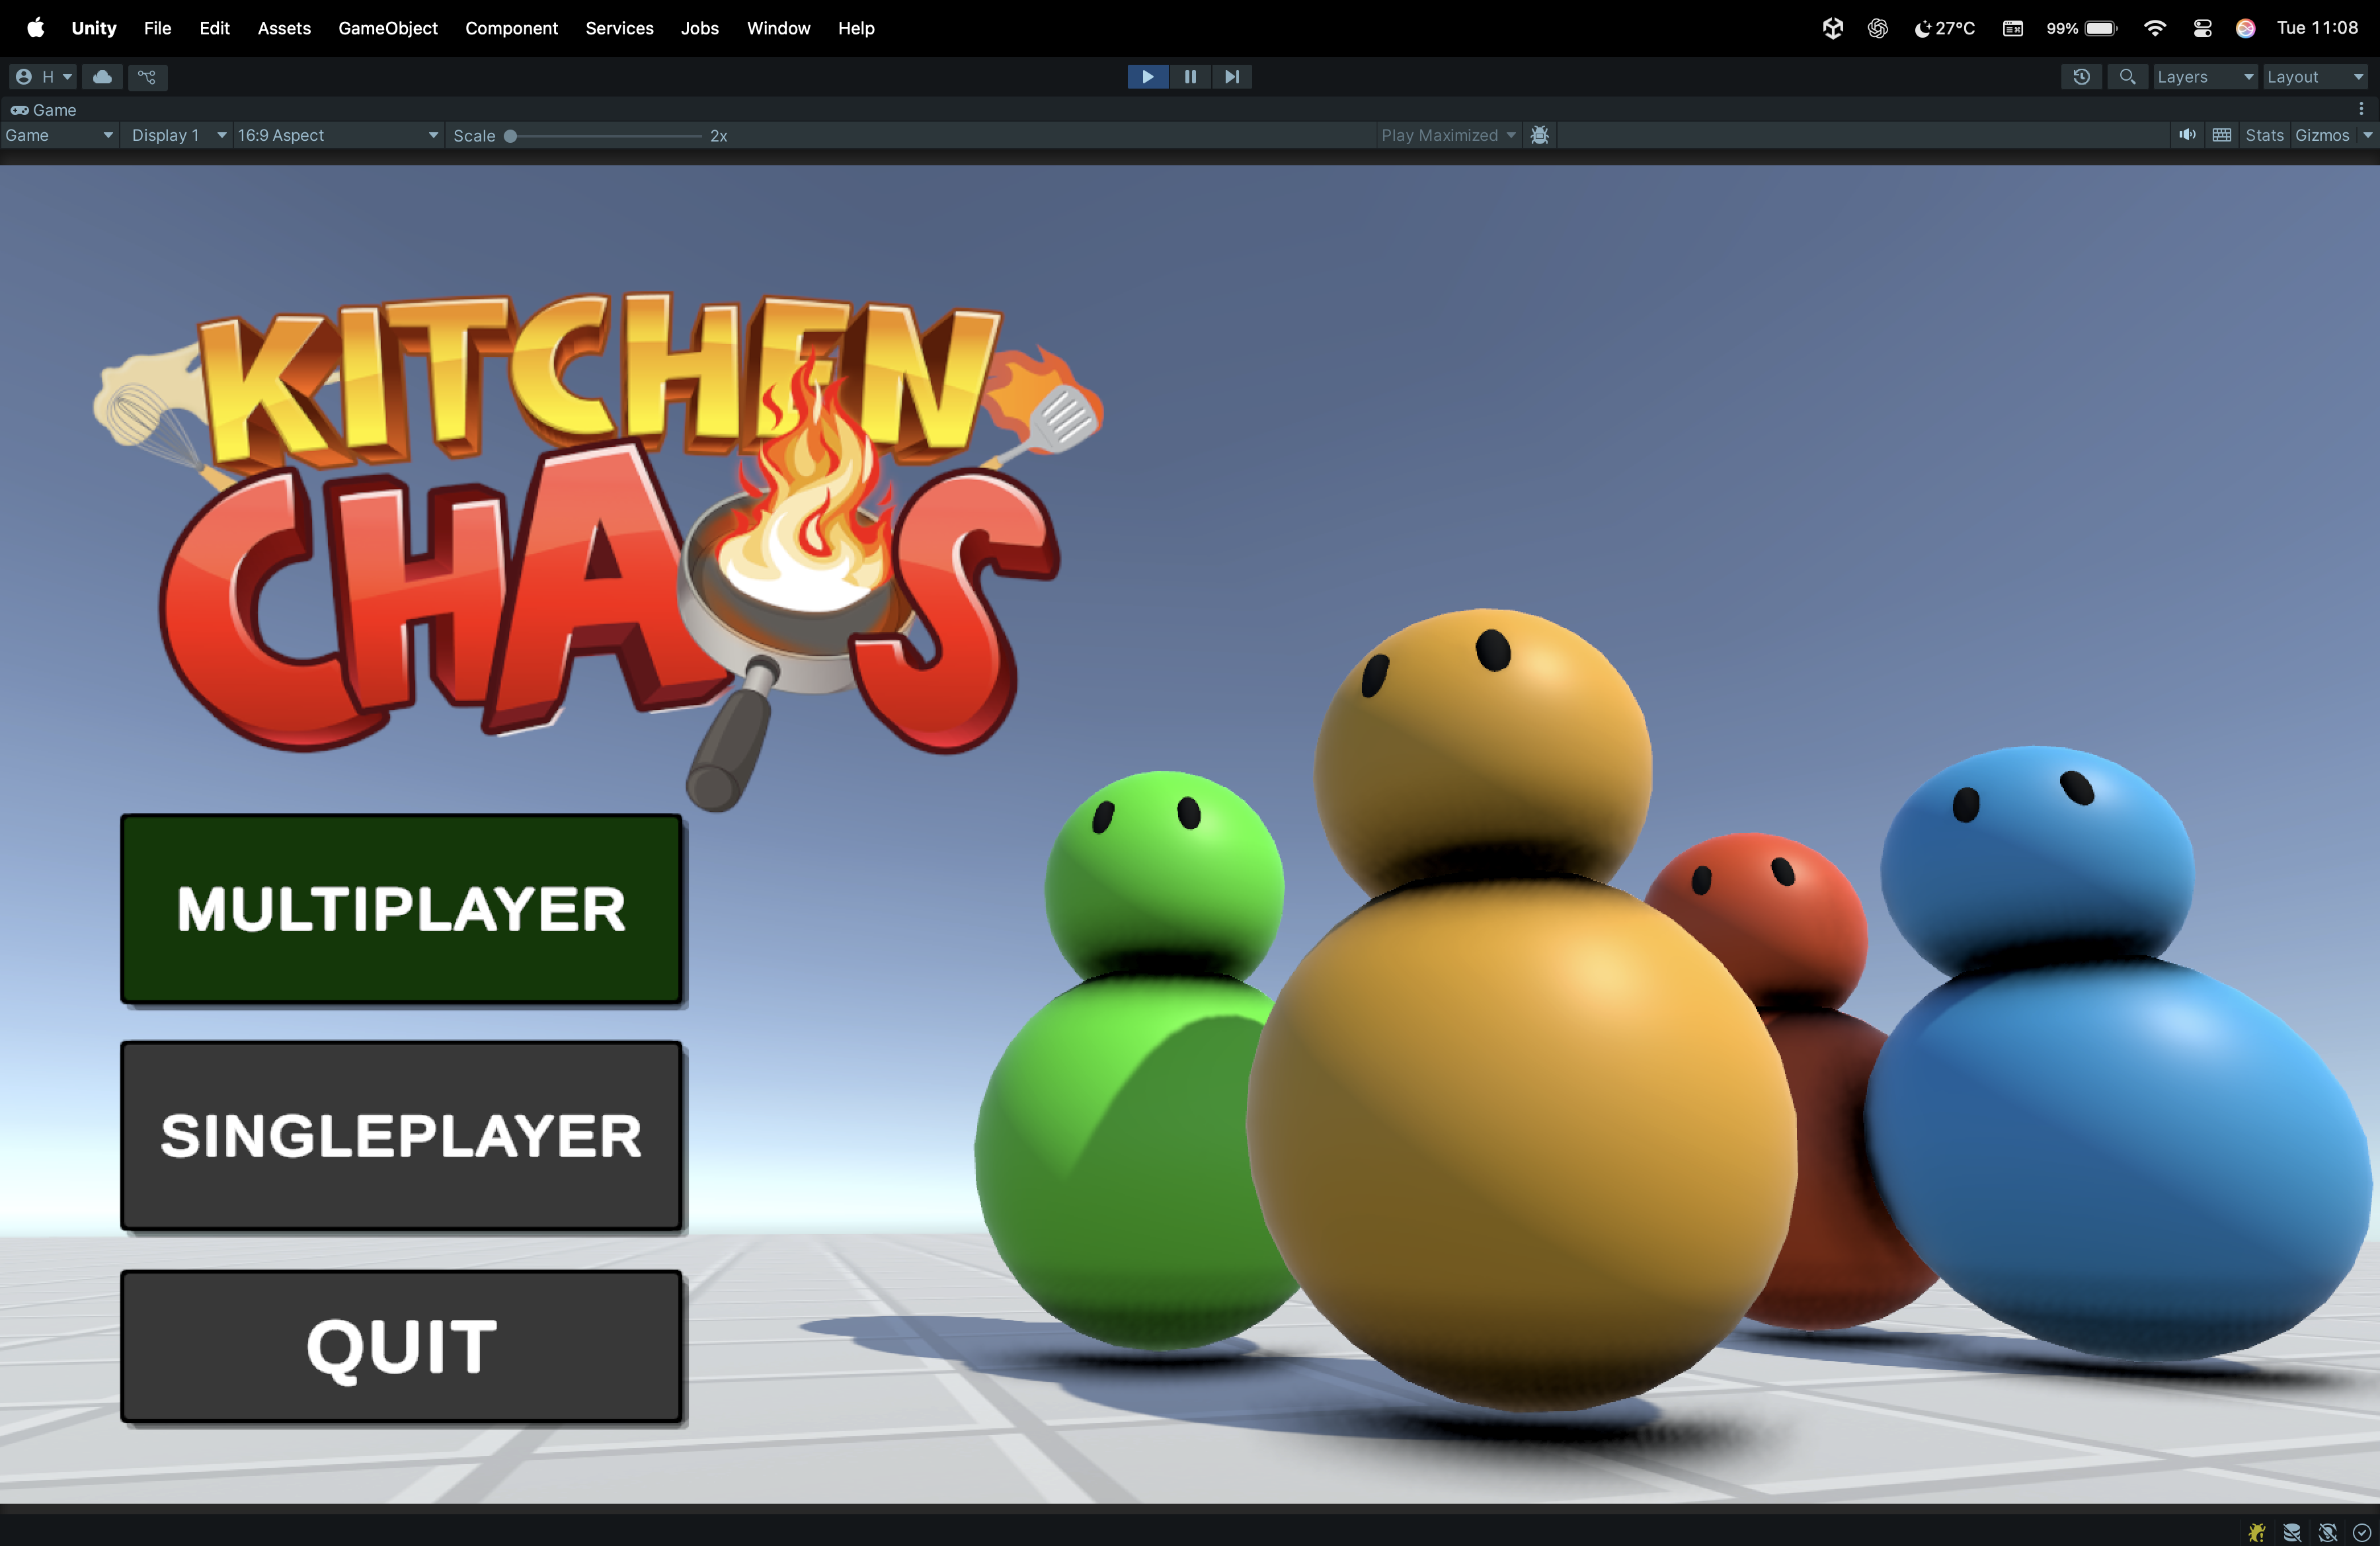 Unity File Edit Assets GameObject Component Services Jobs Window Help 27°C 99% Tue 11:08
H Layers Layout
Game
Game Display 1 16:9 Aspect Scale 2x Play Maximized Stats Gizmos
KITCHEN
CHAOS
MULTIPLAYER
SINGLEPLAYER
QUIT